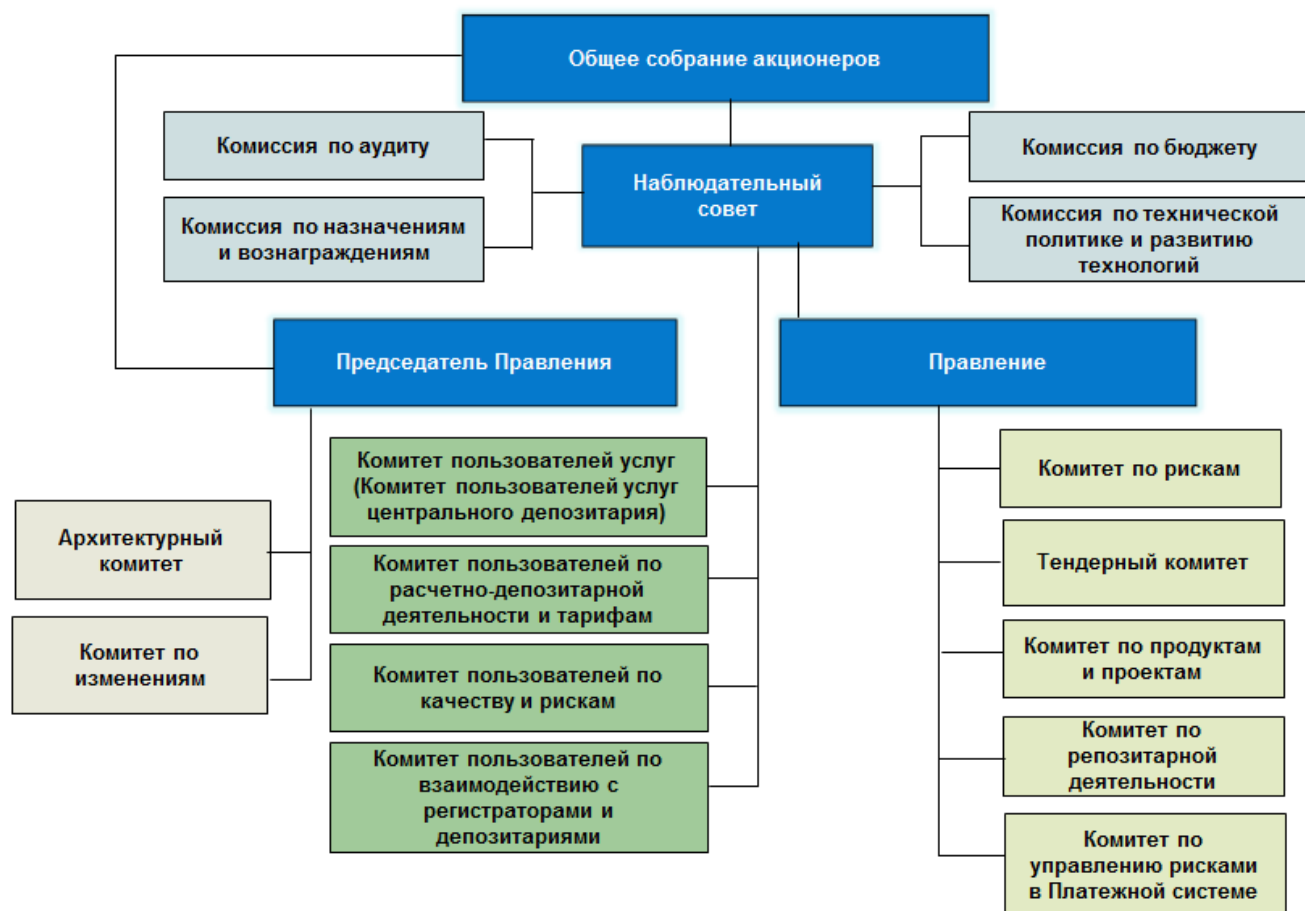 Общее собрание акционеров
Комиссия по аудиту
Комиссия по бюджету
Наблюдательный
совет
Комиссия по назначениям
и вознаграждениям
Комиссия по технической
политике и развитию
технологий
Председатель Правления
Правление
Комитет пользователей услуг
(Комитет пользователей услуг
центрального депозитария)
Комитет по рискам
Архитектурный
комитет
Комитет пользователей по
расчетно-депозитарной
деятельности и тарифам
Тендерный комитет
Комитет по
изменениям
Комитет пользователей по
качеству и рискам
Комитет по продуктам
и проектам
Комитет пользователей по
взаимодействию с
регистраторами и
депозитариями
Комитет по
репозитарной
деятельности
Комитет по
управлению рисками
в Платежной системе